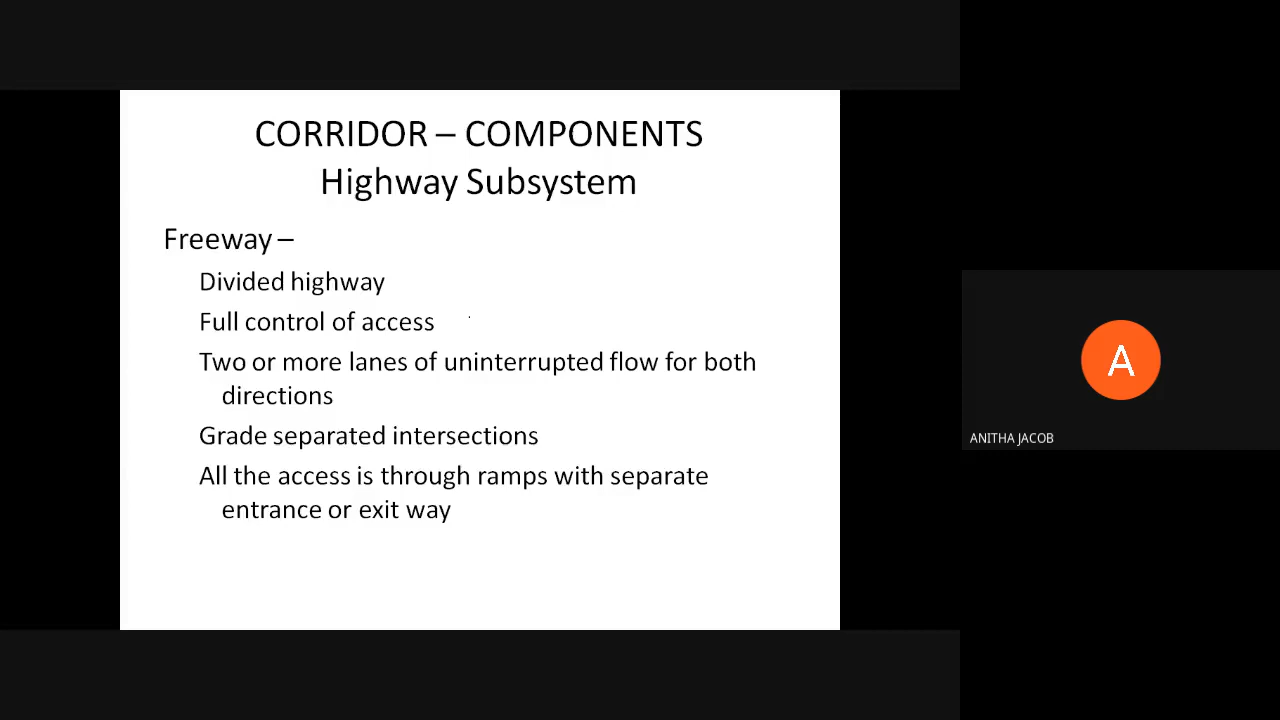 CORRIDOR – COMPONENTS
Highway Subsystem
Freeway –
Divided highway
Full control of access
Two or more lanes of uninterrupted flow for both
directions
Grade separated intersections
All the access is through ramps with separate
entrance or exit way
A
ANITHA JACOB